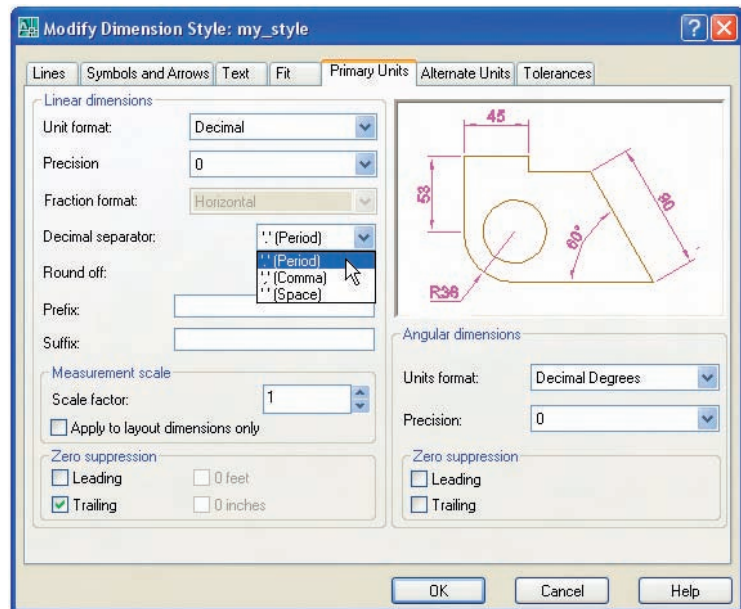 Modify Dimension Style: my_style
Lines Symbols and Arrows Text Fit Primary Units Alternate Units Tolerances
Linear dimensions
Unit format: Decimal
Precision 0
Fraction format: Horizontal
Decimal separator: '.' (Period)
'.' (Period)
',' (Comma)
' ' (Space)
Round off:
Prefix:
Suffix:
Measurement scale
Scale factor: 1
Apply to layout dimensions only
Zero suppression
Leading 0 feet
Trailing 0 inches
45
53
90
60°
R36
Angular dimensions
Units format: Decimal Degrees
Precision: 0
Zero suppression
Leading
Trailing
OK Cancel Help